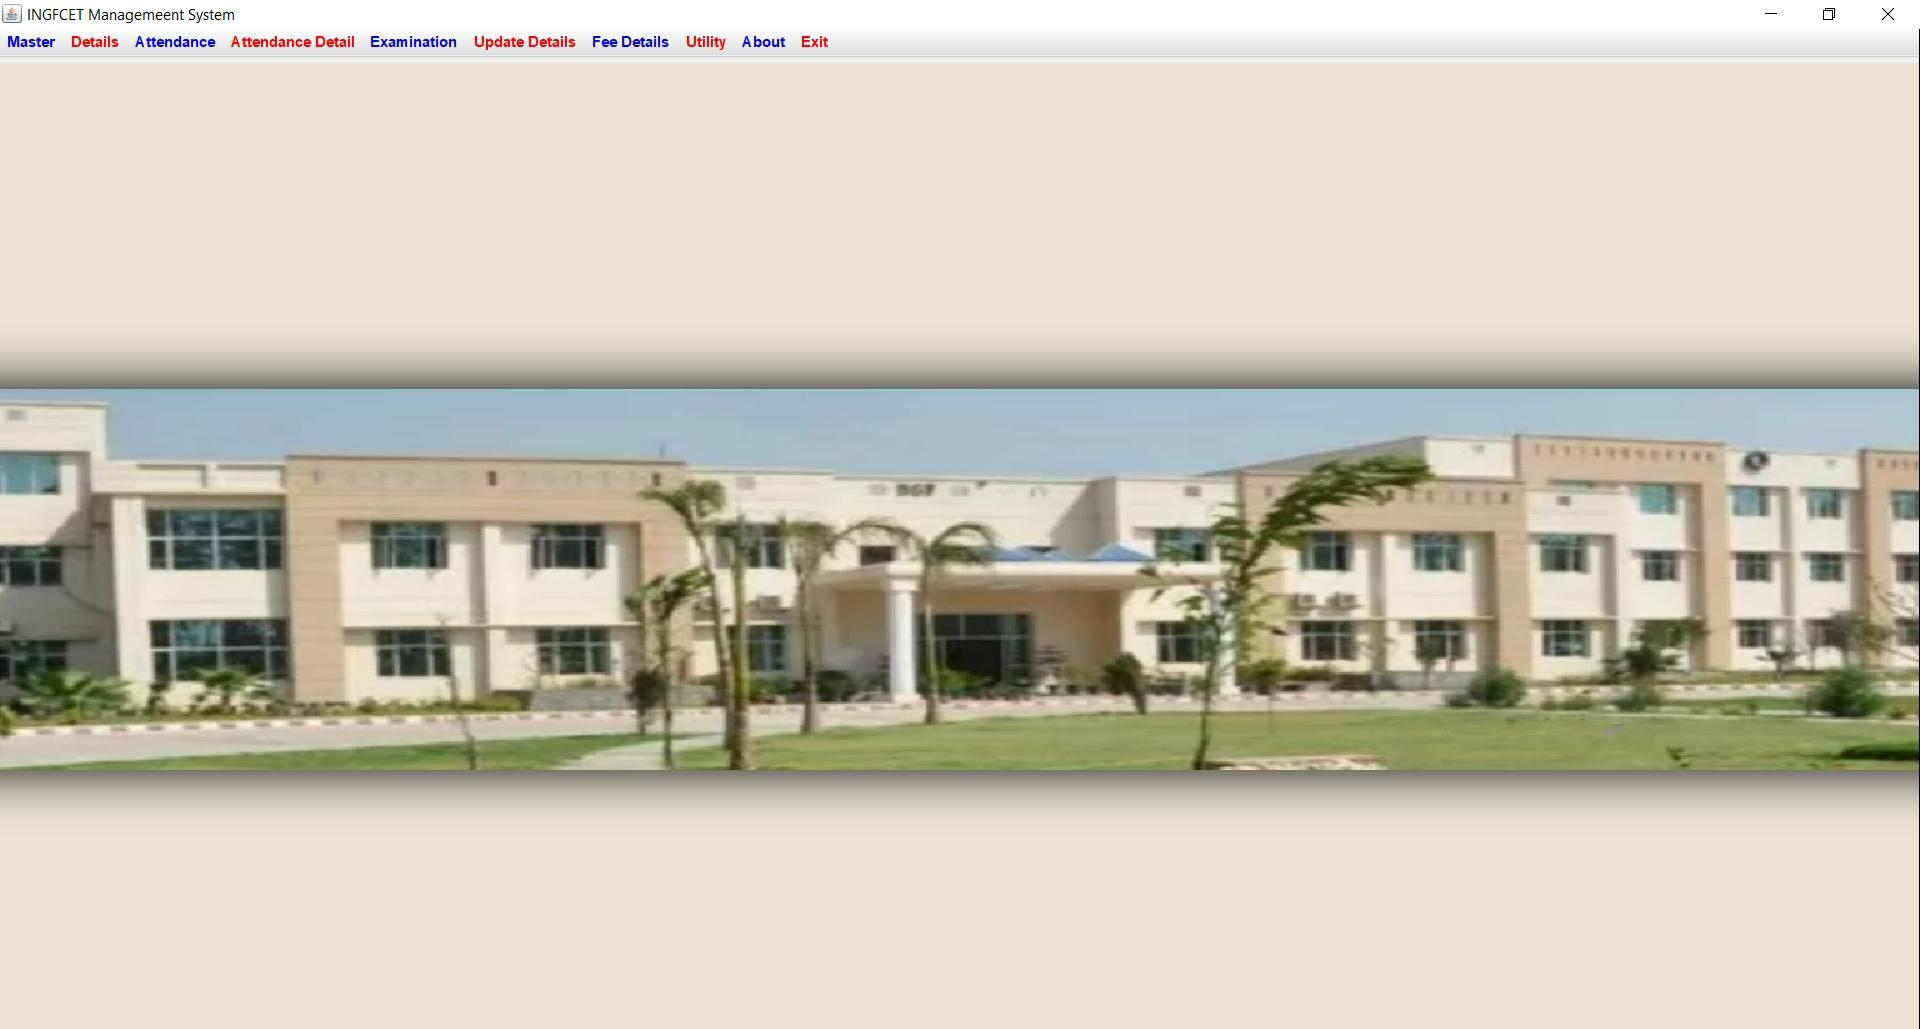 INGFCET Managemeent System
Master Details Attendance Attendance Detail Examination Update Details Fee Details Utility About Exit